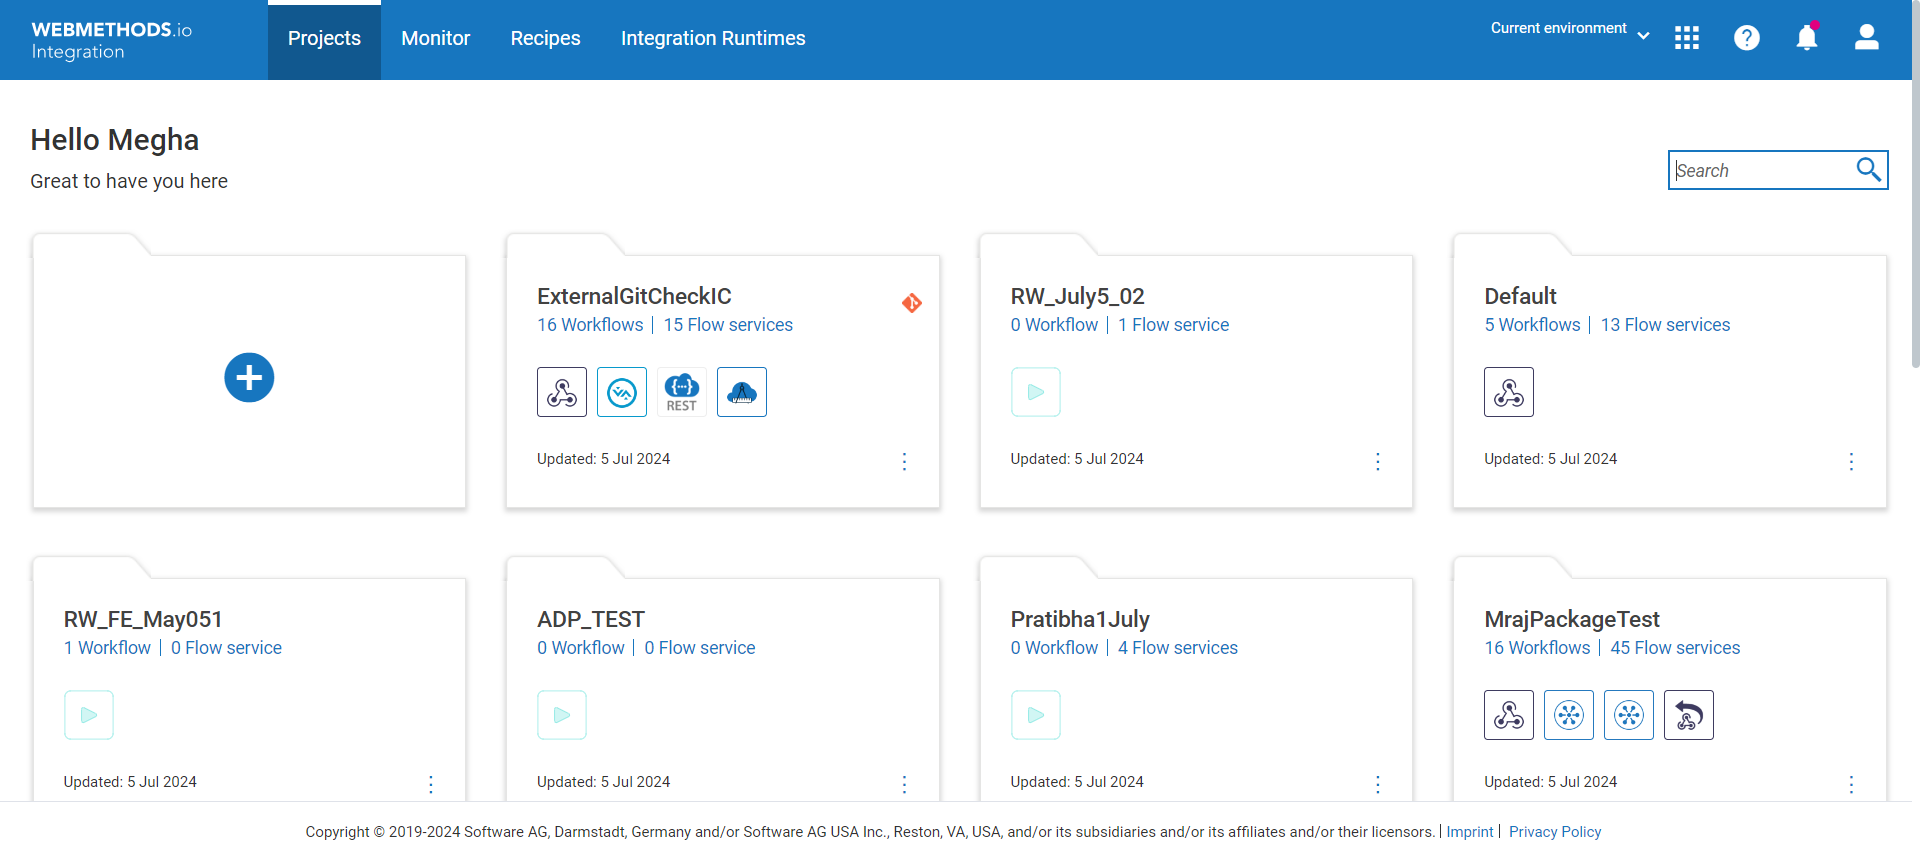 WEBMETHODS.io
Integration
Projects
Monitor
Recipes
Integration Runtimes
Current environment
Hello Megha
Great to have you here
Search
ExternalGitCheckIC
16 Workflows | 15 Flow services
REST
Updated: 5 Jul 2024
RW_July5_02
0 Workflow | 1 Flow service
Updated: 5 Jul 2024
Default
5 Workflows | 13 Flow services
Updated: 5 Jul 2024
RW_FE_May051
1 Workflow | 0 Flow service
Updated: 5 Jul 2024
ADP_TEST
0 Workflow | 0 Flow service
Updated: 5 Jul 2024
Pratibha1July
0 Workflow | 4 Flow services
Updated: 5 Jul 2024
MrajPackageTest
16 Workflows | 45 Flow services
Updated: 5 Jul 2024
Copyright © 2019-2024 Software AG, Darmstadt, Germany and/or Software AG USA Inc., Reston, VA, USA, and/or its subsidiaries and/or its affiliates and/or their licensors. | Imprint | Privacy Policy